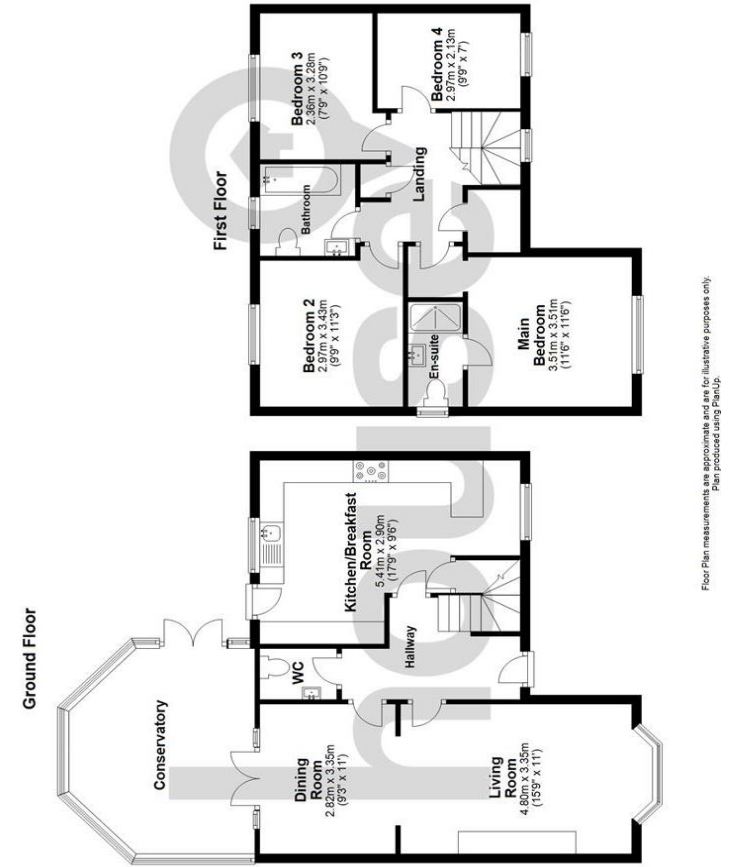 Ground Floor
Conservatory
Dining
Room
2.82m x 3.35m
(9'3" x 11')
Living
Room
4.80m x 3.35m
(15'9" x 11')
WC
Hallway
Kitchen/Breakfast
Room
5.41m x 2.90m
(17'9" x 9'6")
First Floor
Bedroom 2
2.97m x 3.43m
(9'9" x 11'3")
Bathroom
Bedroom 3
2.36m x 3.28m
(7'9" x 10'9")
Bedroom 4
2.97m x 2.13m
(9'9" x 7')
Landing
En-suite
Main
Bedroom
3.51m x 3.51m
(11'6" x 11'6")
Floor Plan measurements are approximate and are for illustrative purposes only.
Plan produced using PlanUp.
house